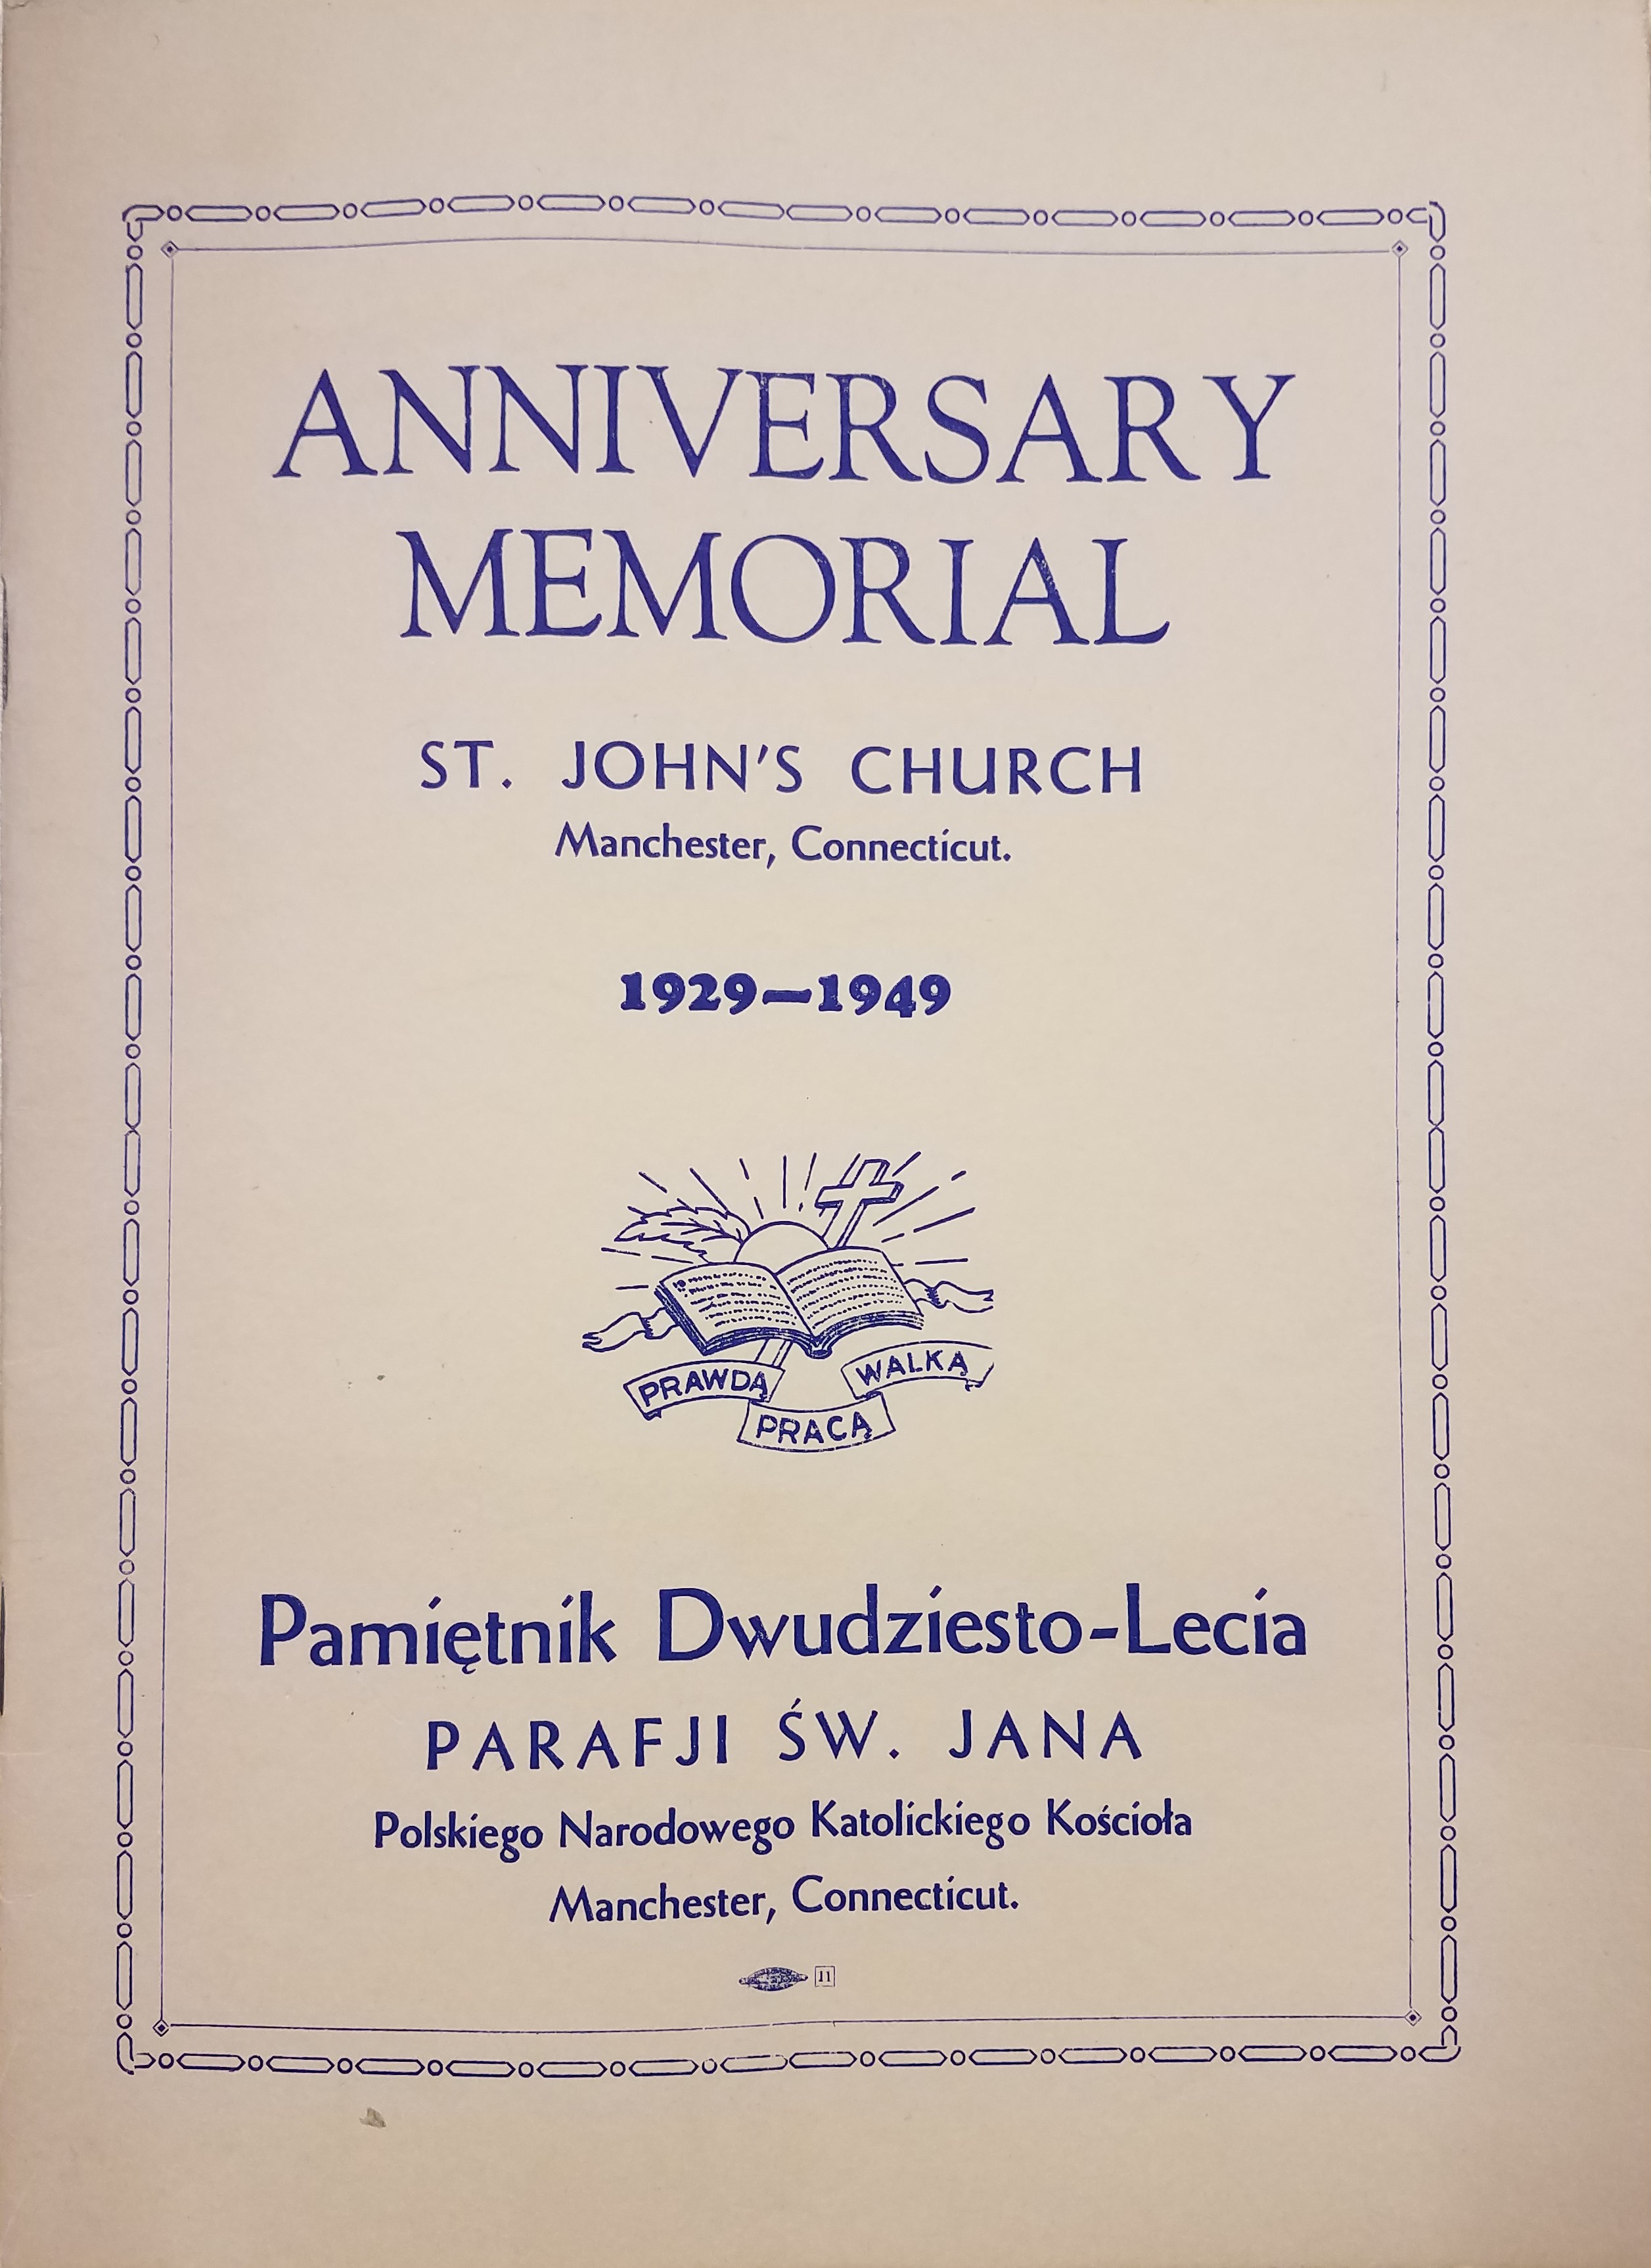 ANNIVERSARY
MEMORIAL
ST. JOHN'S CHURCH
Manchester, Connecticut.
1929—1949
PRAWDĄ
PRACĄ
WALKĄ
Pamiętnik Dwudziesto-Lecia
PARAFJI ŚW. JANA
Polskiego Narodowego Katolickiego Kościoła
Manchester, Connecticut.
11